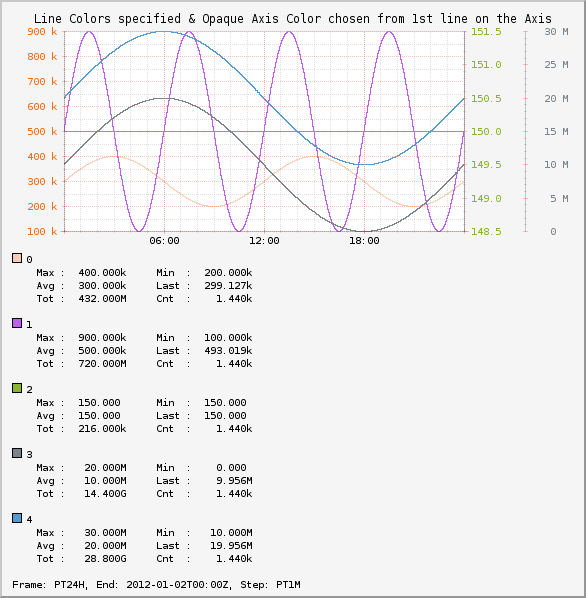 Line Colors specified & Opaque Axis Color chosen from 1st line on the Axis
900 k 151.5 30 M
800 k 151.0 25 M
700 k
600 k 150.5 20 M
500 k 150.0 15 M
400 k
300 k 149.5 10 M
200 k 149.0 5 M
100 k 148.5 0
06:00 12:00 18:00
0
Max : 400.000k Min : 200.000k
Avg : 300.000k Last : 299.127k
Tot : 432.000M Cnt : 1.440k
1
Max : 900.000k Min : 100.000k
Avg : 500.000k Last : 493.019k
Tot : 720.000M Cnt : 1.440k
2
Max : 150.000 Min : 150.000
Avg : 150.000 Last : 150.000
Tot : 216.000k Cnt : 1.440k
3
Max : 20.000M Min : 0.000
Avg : 10.000M Last : 9.956M
Tot : 14.400G Cnt : 1.440k
4
Max : 30.000M Min : 10.000M
Avg : 20.000M Last : 19.956M
Tot : 28.800G Cnt : 1.440k
Frame: PT24H, End: 2012-01-02T00:00Z, Step: PT1M